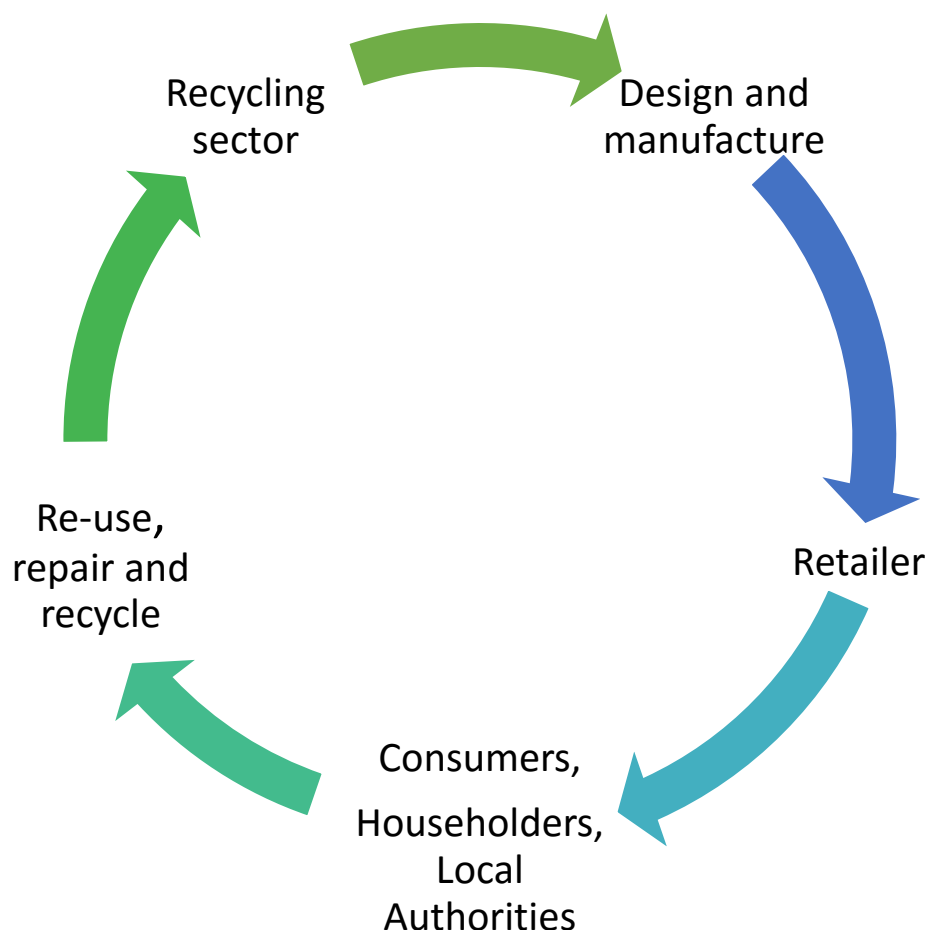 Recycling
sector
Design and
manufacture
Retailer
Consumers,
Householders,
Local
Authorities
Re-use,
repair and
recycle